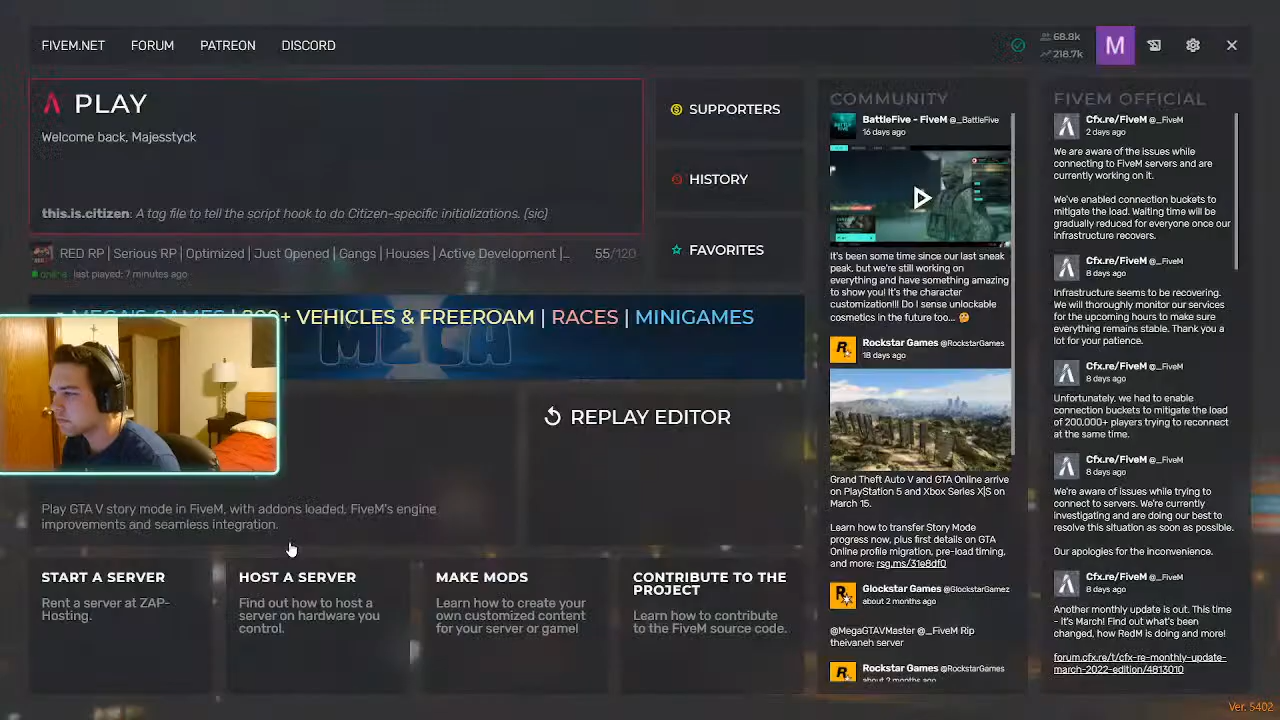 FIVEM.NET
FORUM
PATREON
DISCORD
68.8k
218.7k
M
PLAY
Welcome back, Majesstyck
this.is.citizen: A tag file to tell the script hook to do Citizen-specific initializations. (sic)
RED RP | Serious RP | Optimized | Just Opened | Gangs | Houses | Active Development |...
55/120
online last played: 7 minutes ago
SUPPORTERS
HISTORY
FAVORITES
+ VEHICLES & FREEROAM | RACES | MINIGAMES
MEGA
REPLAY EDITOR
Play GTA V story mode in FiveM, with addons loaded, FiveM's engine
improvements and seamless integration.
START A SERVER
Rent a server at ZAP-
Hosting.
HOST A SERVER
Find out how to host a
server on hardware you
control.
MAKE MODS
Learn how to create your
own customized content
for your server or game!
CONTRIBUTE TO THE
PROJECT
Learn how to contribute
to the FiveM source code.
COMMUNITY
BattleFive - FiveM @_BattleFive
16 days ago
It's been some time since our last sneak
peak, but we're still working on
everything and have something amazing
to show you! It's the character
customization!! Do I sense unlockable
cosmetics in the future too... 🤔
Rockstar Games @RockstarGames
18 days ago
Grand Theft Auto V and GTA Online arrive
on PlayStation 5 and Xbox Series X|S on
March 15.
Learn how to transfer Story Mode
progress now, plus first details on GTA
Online profile migration, pre-load timing,
and more: rsg.ms/31e8df0
Glockstar Games @GlockstarGamez
about 2 months ago
@MegaGTAVMaster @_FiveM Rip
theivaneh server
Rockstar Games @RockstarGames
about 2 months ago
FIVEM OFFICIAL
Cfx.re/FiveM @_FiveM
2 days ago
We are aware of the issues while
connecting to FiveM servers and are
currently working on it.
We've enabled connection buckets to
mitigate the load. Waiting time will be
gradually reduced for everyone once our
infrastructure recovers.
Cfx.re/FiveM @_FiveM
8 days ago
Infrastructure seems to be recovering.
We will thoroughly monitor our services
for the upcoming hours to make sure
everything remains stable. Thank you a
lot for your patience.
Cfx.re/FiveM @_FiveM
8 days ago
Unfortunately, we had to enable
connection buckets to mitigate the load
of 200.000+ players trying to reconnect
at the same time.
Cfx.re/FiveM @_FiveM
8 days ago
We're aware of issues while trying to
connect to servers. We're currently
investigating and are doing our best to
resolve this situation as soon as possible.
Our apologies for the inconvenience.
Cfx.re/FiveM @_FiveM
8 days ago
Another monthly update is out. This time
- It's March! Find out what's been
changed, how RedM is doing and more!
forum.cfx.re/t/cfx-re-monthly-update-
march-2022-edition/4813010
Ver. 5402